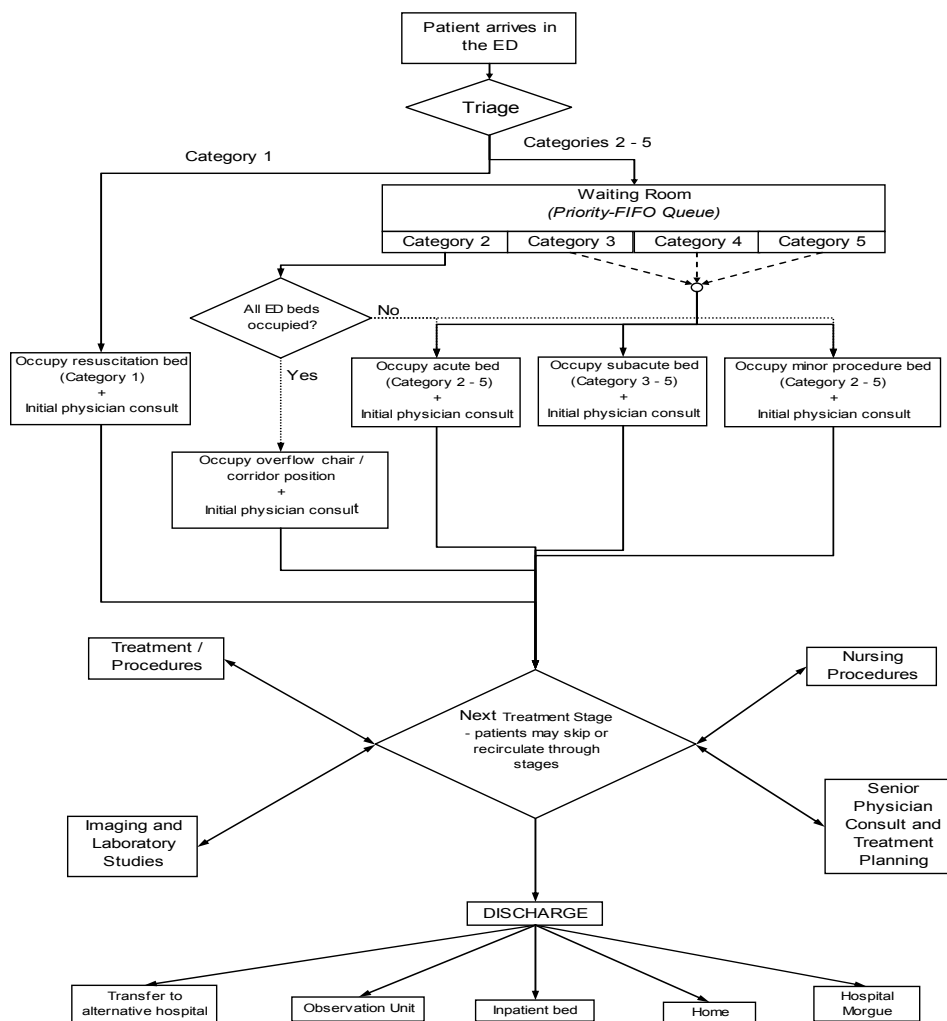 Patient arrives in
the ED
Triage
Category 1
Categories 2 - 5
Waiting Room
(Priority-FIFO Queue)
Category 2
Category 3
Category 4
Category 5
All ED beds
occupied?
No
Yes
Occupy resuscitation bed
(Category 1)
+
Initial physician consult
Occupy acute bed
(Category 2 - 5)
+
Initial physician consult
Occupy subacute bed
(Category 3 - 5)
+
Initial physician consult
Occupy minor procedure bed
(Category 2 - 5)
+
Initial physician consult
Occupy overflow chair /
corridor position
+
Initial physician consult
Treatment /
Procedures
Nursing
Procedures
Next Treatment Stage
- patients may skip or
recirculate through
stages
Imaging and
Laboratory
Studies
Senior
Physician
Consult and
Treatment
Planning
DISCHARGE
Transfer to
alternative hospital
Observation Unit
Inpatient bed
Home
Hospital
Morgue